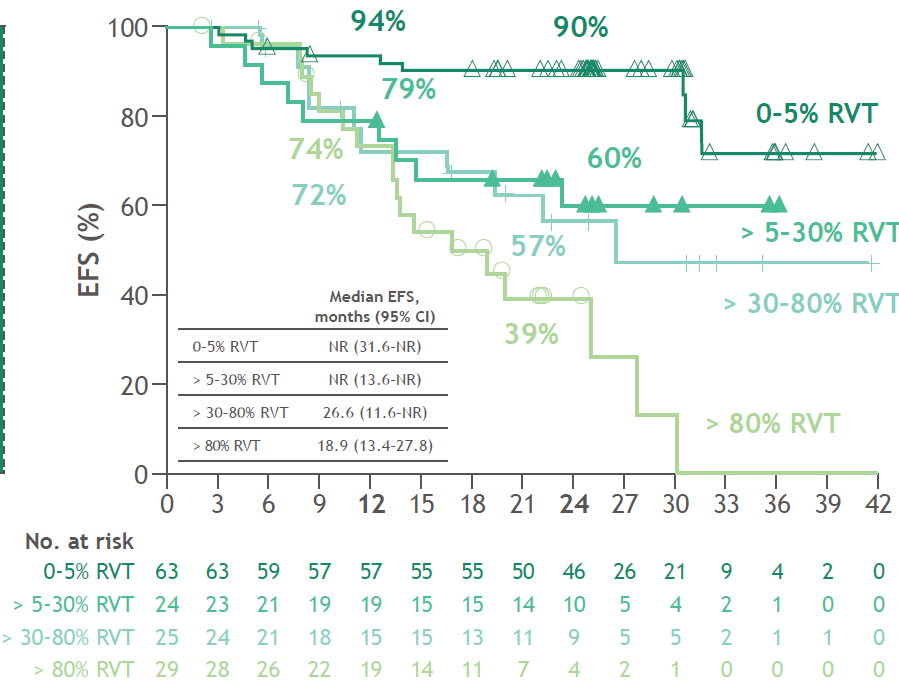 94%
90%
100
79%
0-5% RVT
80
74%
60%
72%
60
57%
> 5-30% RVT
EFS (%)
40
> 30-80% RVT
39%
Median EFS,
months (95% CI)
0-5% RVT NR (31.6-NR)
> 5-30% RVT NR (13.6-NR)
> 30-80% RVT 26.6 (11.6-NR)
> 80% RVT 18.9 (13.4-27.8)
20
> 80% RVT
0
0 3 6 9 12 15 18 21 24 27 30 33 36 39 42
No. at risk
0-5% RVT 63 63 59 57 57 55 55 50 46 26 21 9 4 2 0
> 5-30% RVT 24 23 21 19 19 15 15 14 10 5 4 2 1 0 0
> 30-80% RVT 25 24 21 18 15 15 13 11 9 5 5 2 1 1 0
> 80% RVT 29 28 26 22 19 14 11 7 4 2 1 0 0 0 0